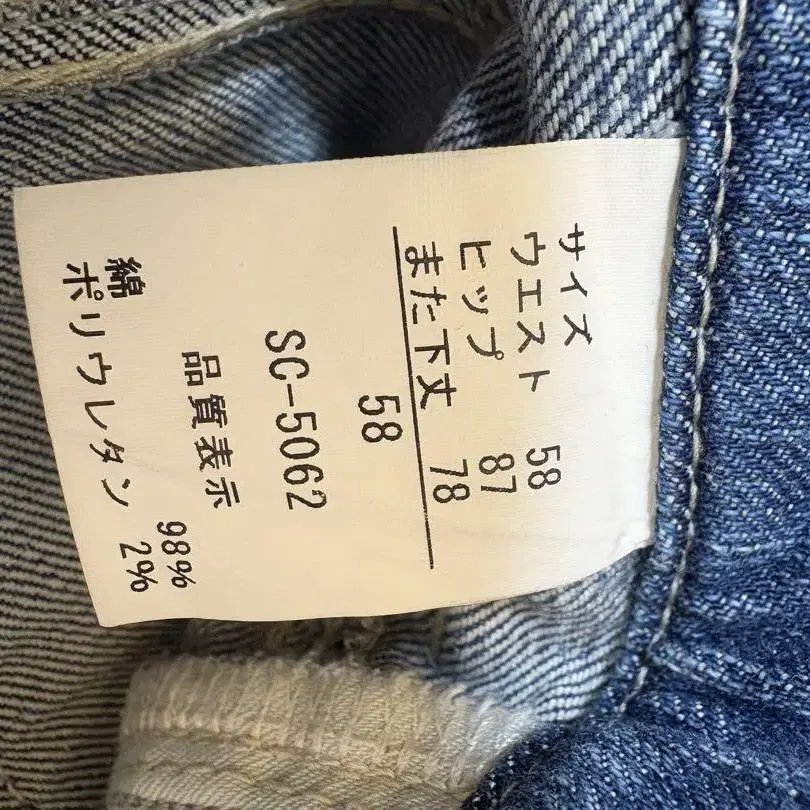 サイズ
ウエスト 58
ヒップ 87
また下丈 78
58
SC-5062
品質表示
綿 98%
ポリウレタン 2%